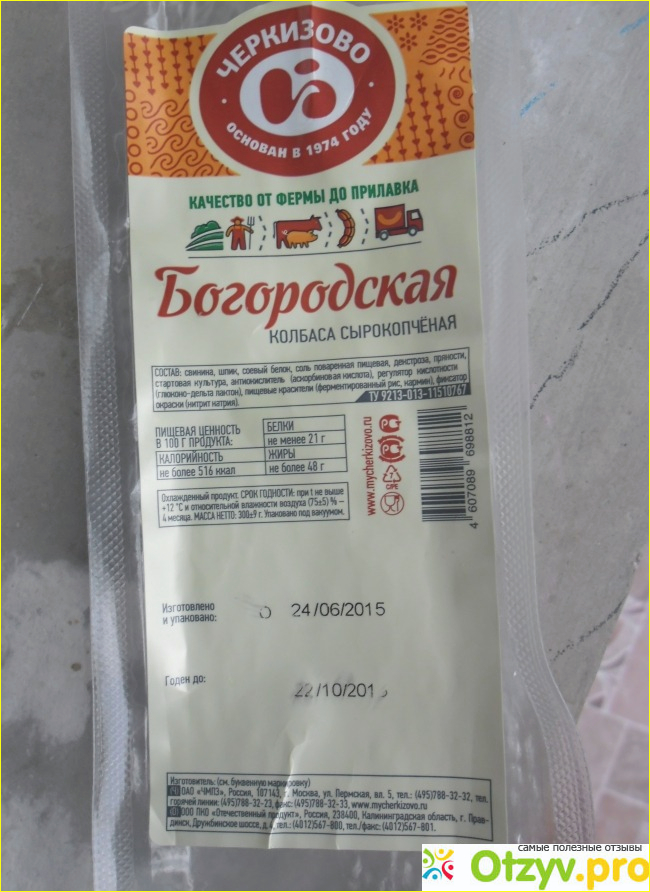 ЧЕРКИЗОВО
ОСНОВАН В 1974 ГОДУ
КАЧЕСТВО ОТ ФЕРМЫ ДО ПРИЛАВКА
Богородская
КОЛБАСА СЫРОКОПЧЁНАЯ
СОСТАВ: свинина, шпик, соевый белок, соль поваренная пищевая, декстроза, пряности,
стартовая культура, антиокислитель (аскорбиновая кислота), регулятор кислотности
(глюконо-дельта лактон), пищевые красители (ферментированный рис, кармин), фиксатор
окраски (нитрит натрия).
ТУ 9213-013-11510767
ПИЩЕВАЯ ЦЕННОСТЬ
В 100 Г ПРОДУКТА:
БЕЛКИ
не менее 21 г
КАЛОРИЙНОСТЬ
не более 516 ккал
ЖИРЫ
не более 48 г
Охлажденный продукт. СРОК ГОДНОСТИ: при t не выше
+12 °C и относительной влажности воздуха (75±5) % –
4 месяца. МАССА НЕТТО: 300±9 г. Упаковано под вакуумом.
www.mycherkizovo.ru
4 607089 698812
Изготовлено
и упаковано:
О 24/06/2015
Годен до:
22/10/201
Изготовитель: (см. буквенную маркировку)
ОАО «ЧМПЗ», Россия, 107143, г. Москва, ул. Пермская, вл. 5, тел.: (495)788-32-32, тел.
горячей линии: (495)788-32-23, факс: (495)788-32-33, www.mycherkizovo.ru
ООО ПКО «Отечественный продукт», Россия, 238400, Калининградская область, г. Прав-
динск, Дружбинское шоссе, д.4, тел.: (4012)567-800, тел./факс: (4012)567-801.
самые полезные отзывы
Otzyv.pro